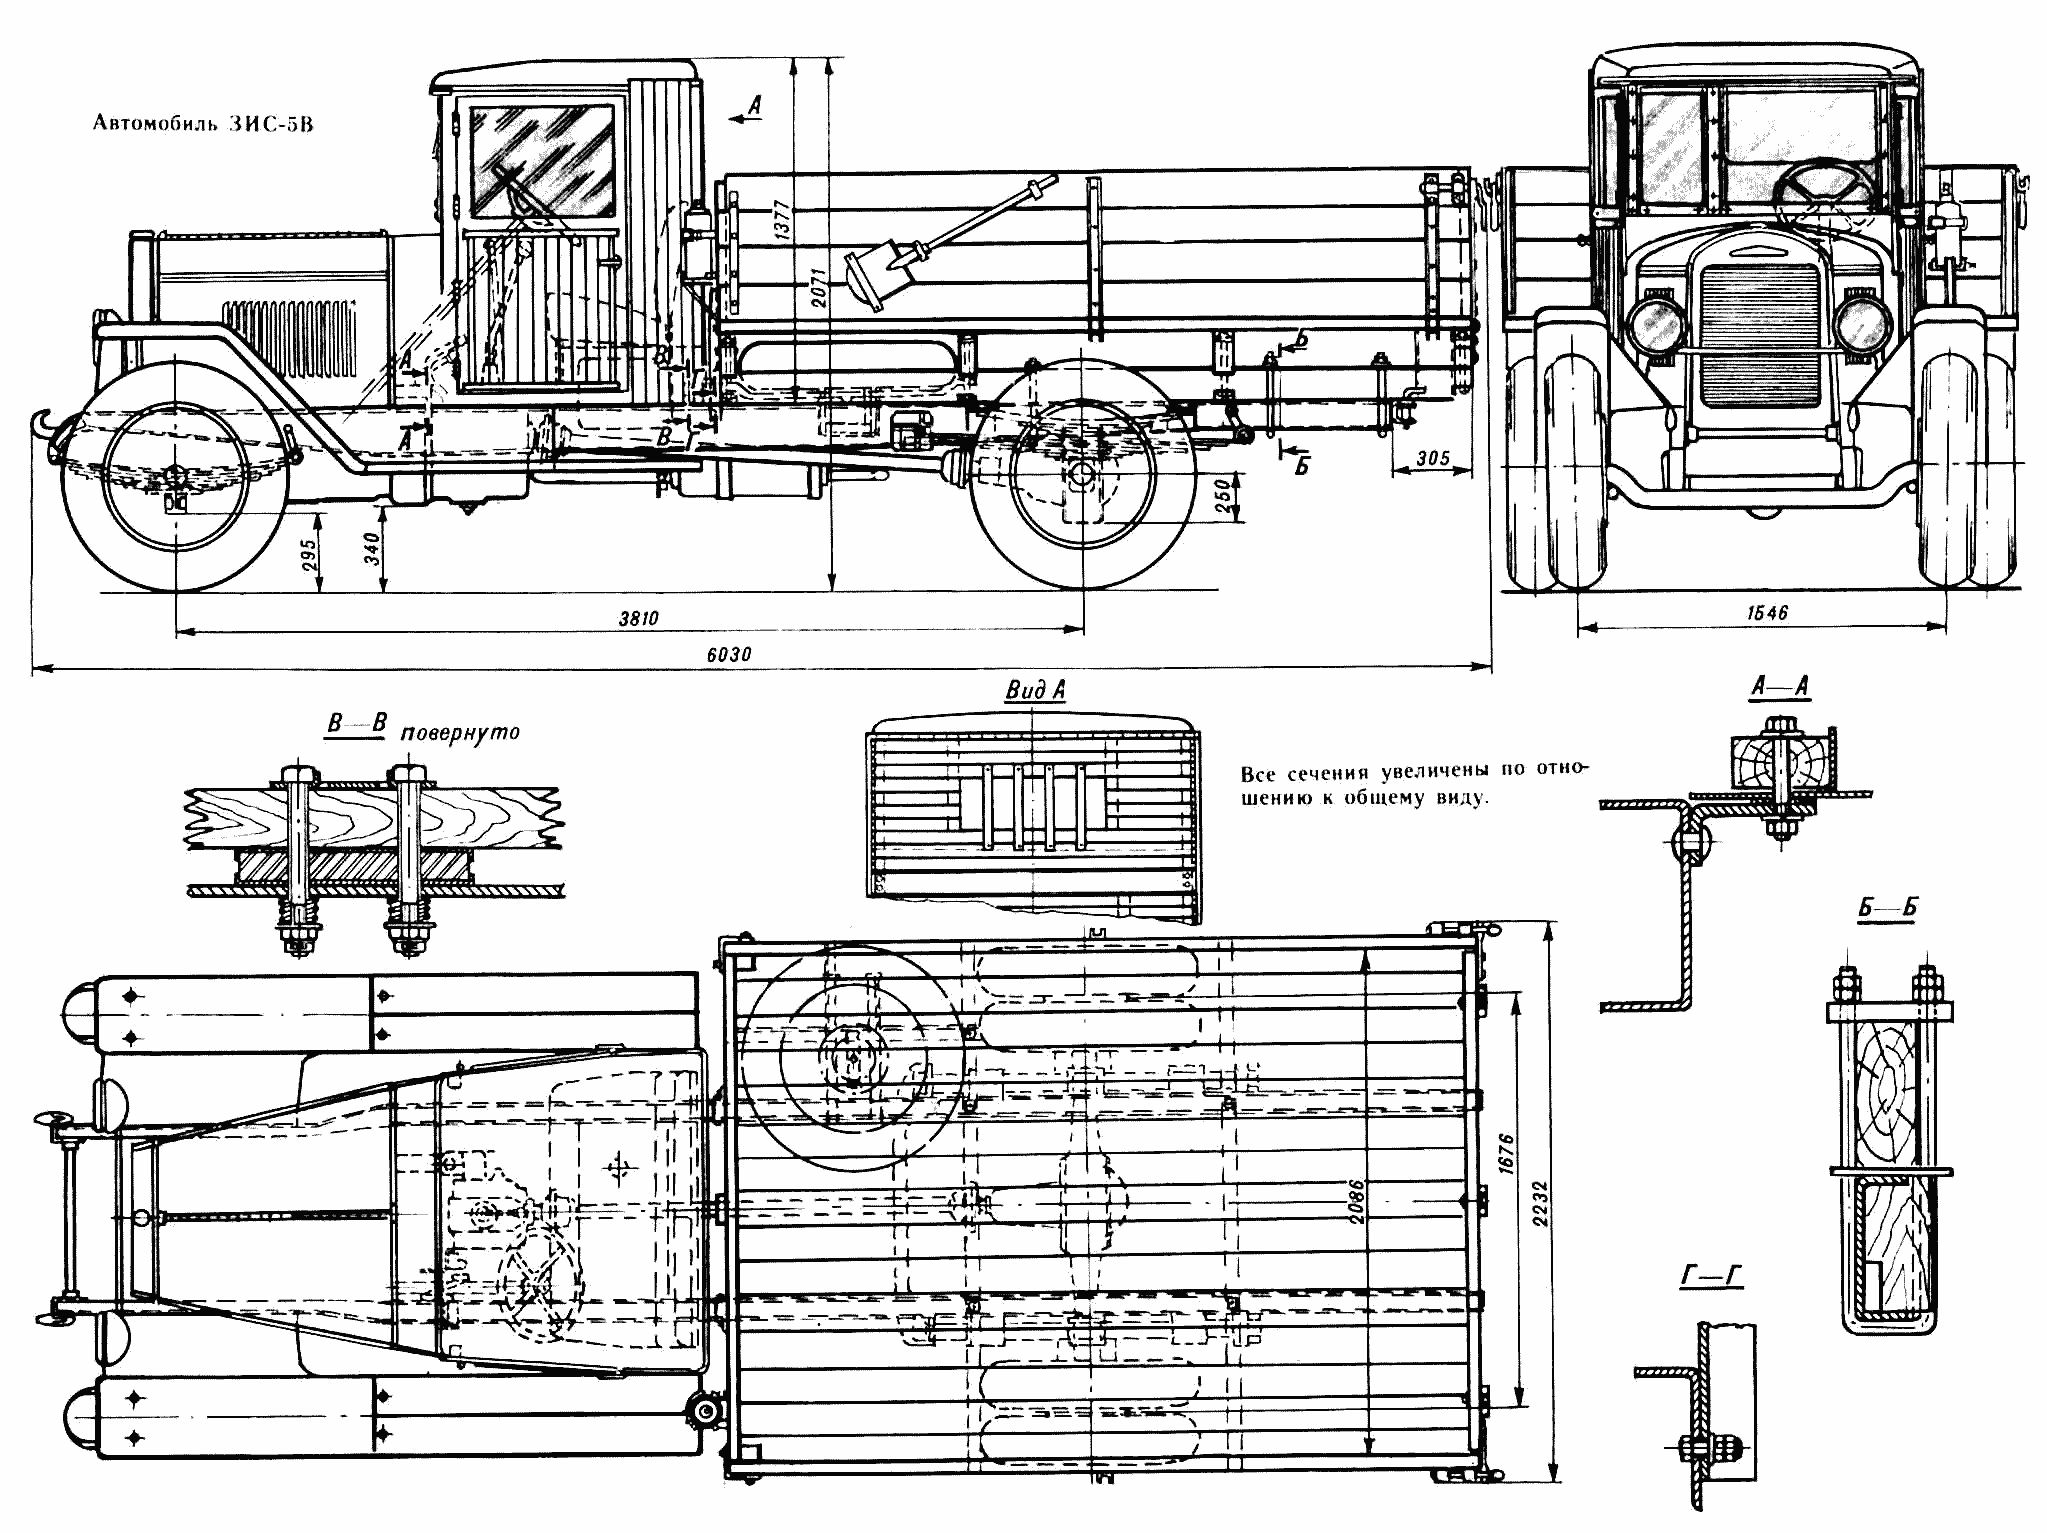 Автомобиль ЗИС-5В
А
1377
2071
А
А
В
В
Г
Б
Б
305
250
295
340
3810
6030
1546
Вид А
А—А
В—В повернуто
Все сечения увеличены по отно-
шению к общему виду.
Б—Б
1676
2086
2232
Г—Г